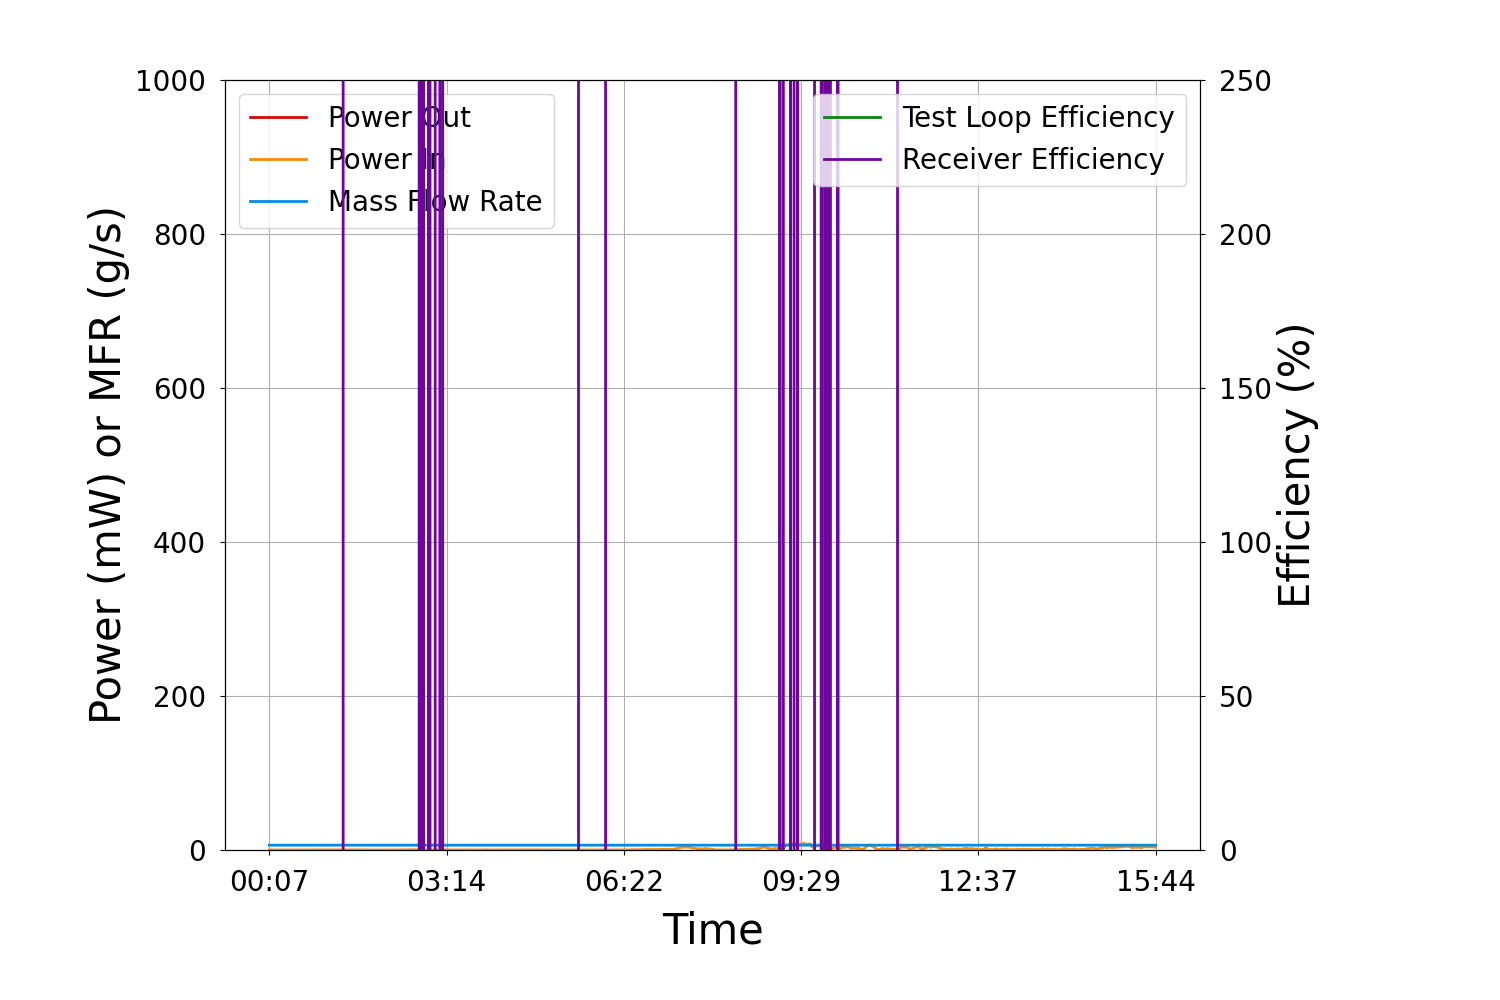 1000
800
600
400
200
0
Power (mW) or MFR (g/s)
Power Out
Power In
Mass Flow Rate
Test Loop Efficiency
Receiver Efficiency
250
200
150
100
50
0
Efficiency (%)
00:07 03:14 06:22 09:29 12:37 15:44
Time